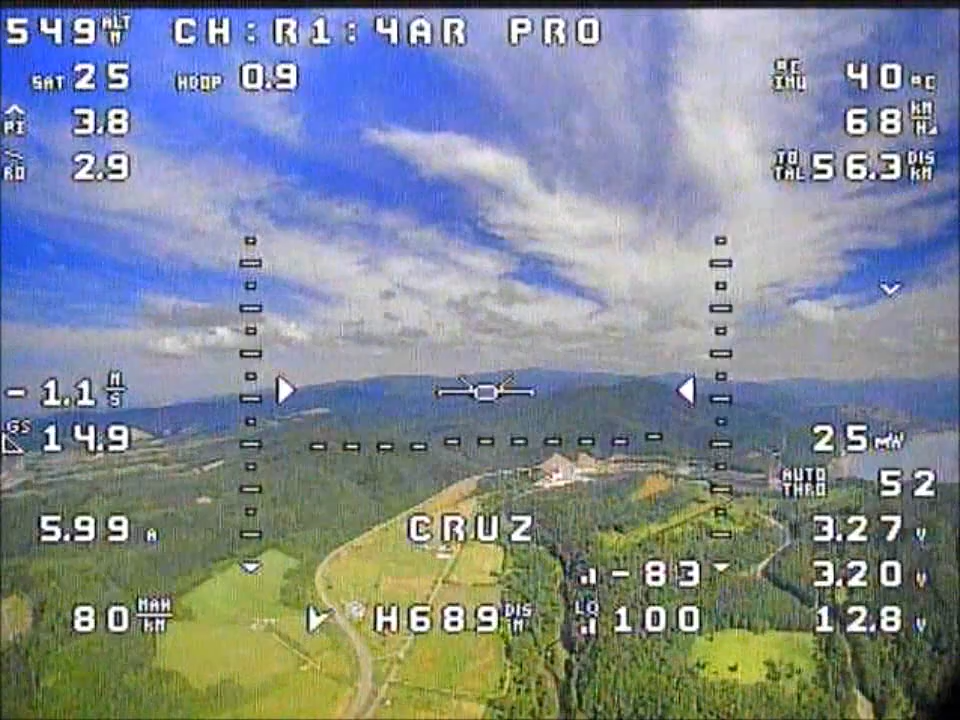 549 ALT M CH:R1:4AR PRO
SAT 25 HDOP 0.9 °C IMU 40 °C
PI 3.8 68 KM H
RO 2.9 TO TAL 56.3 DIS KM
-1.1 M S
GS 14.9 25 MW
AUTO THRO 52
5.99 A CRUZ 3.27 V
-83 3.20 V
80 MAH KM H689 DIS M LQ 100 12.8 V